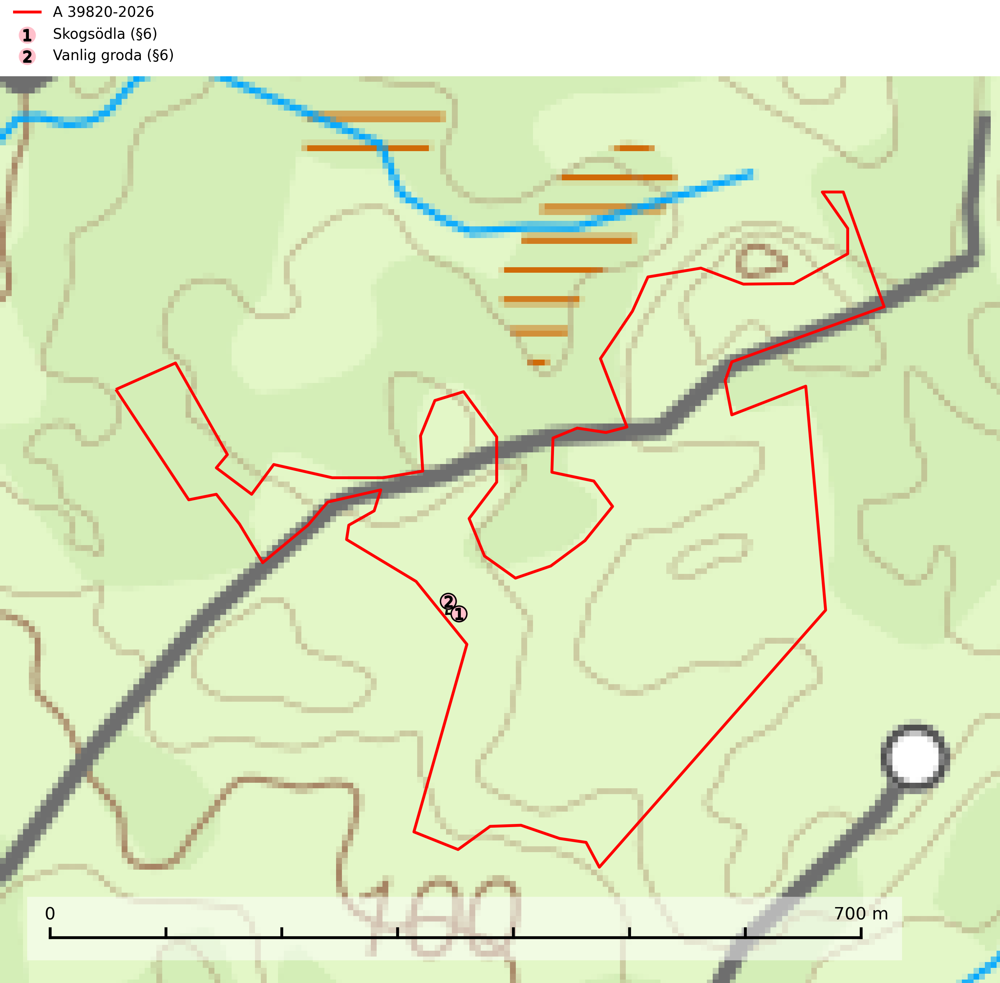 A 39820-2026
1 Skogsödla (§6)
2 Vanlig groda (§6)
2
1
100
0 700 m